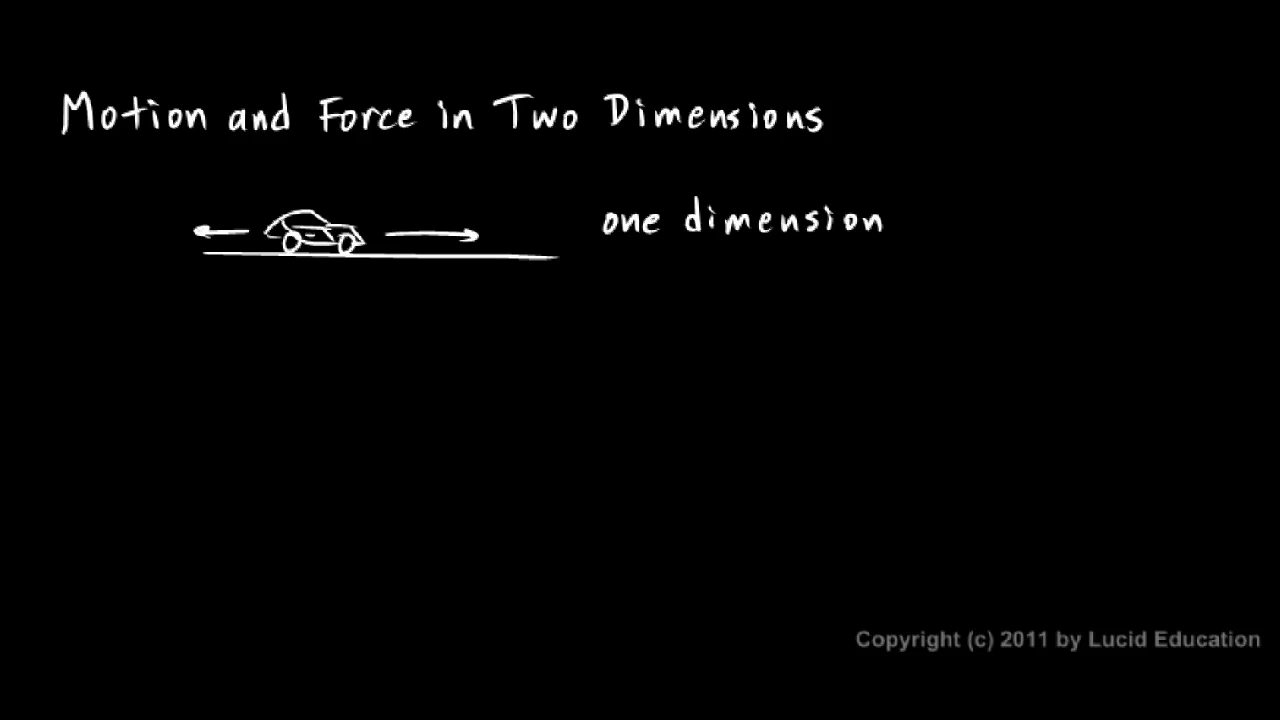 Motion and Force in Two Dimensions
one dimension
Copyright (c) 2011 by Lucid Education